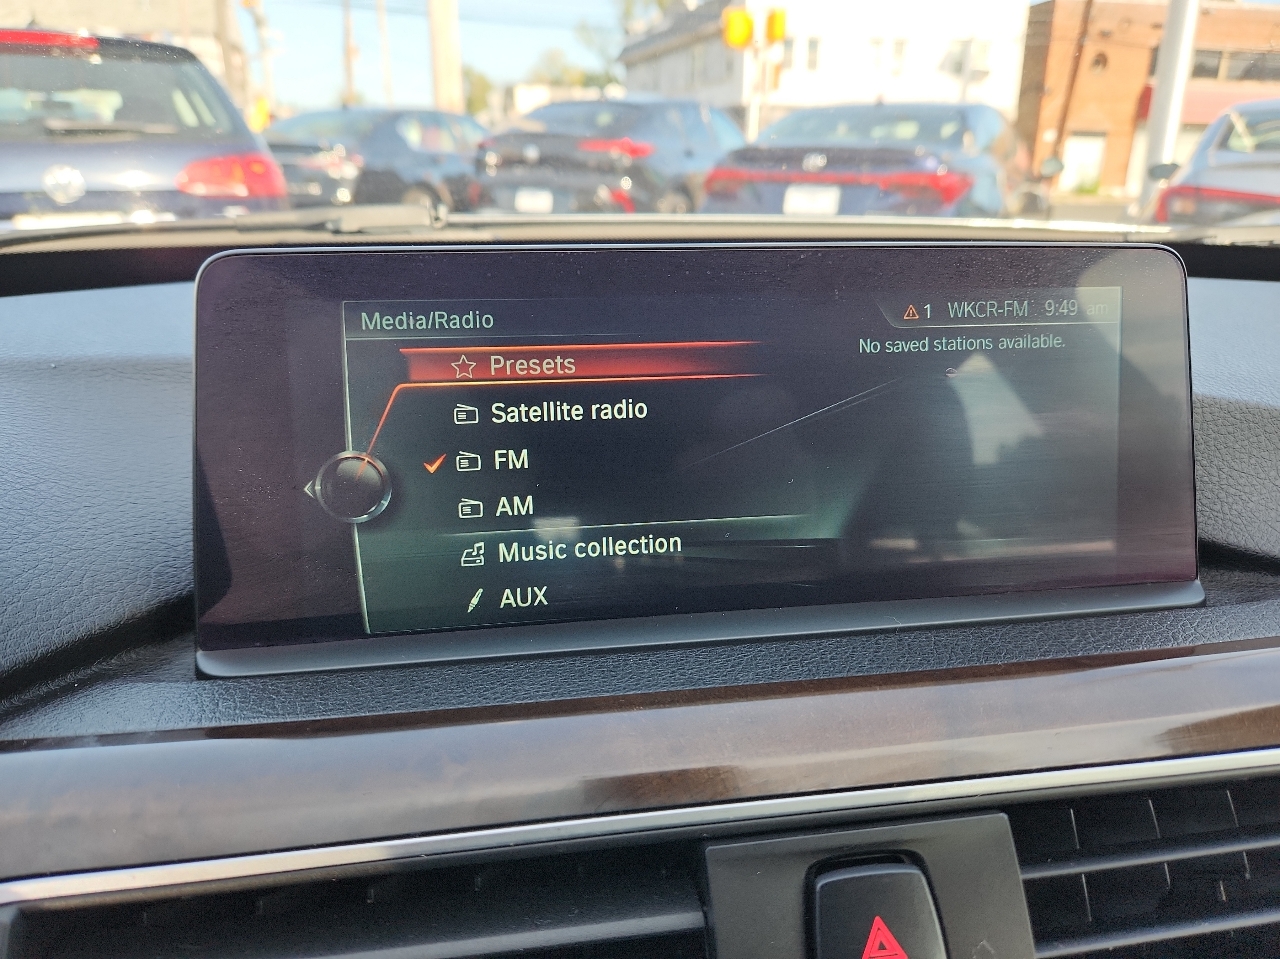 Media/Radio
1 WKCR-FM 9:49 am
No saved stations available.
Presets
Satellite radio
FM
AM
Music collection
AUX